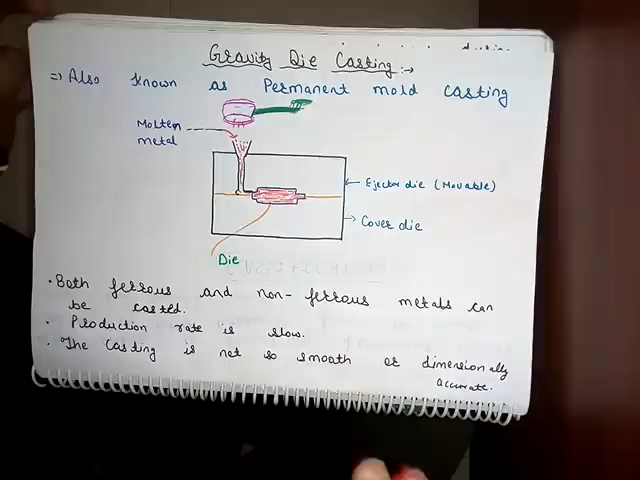 Gravity Die Casting:→
⇒ Also known as Permanent mold casting
Molten
metal
Ejector die (Movable)
Cover die
Die
· Both ferrous and non-ferrous metals can
be casted.
· Production rate is slow.
· The casting is not so smooth or dimensionally
accurate.